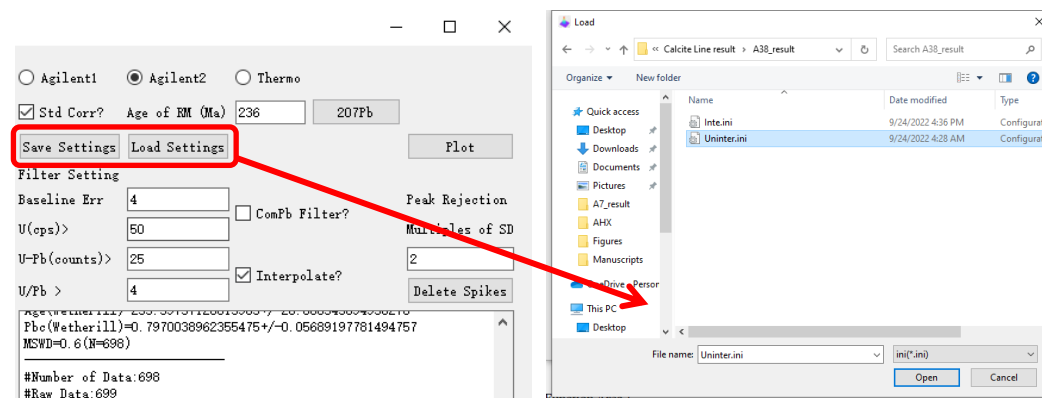 Agilent1 Agilent2 Thermo
Std Corr? Age of RM (Ma) 236 207Pb
Save Settings Load Settings Plot
Filter Setting
Baseline Err 4 ComPb Filter? Peak Rejection
U(cps)> 50 Multiples of SD
U-Pb(counts)> 25 Interpolate? 2
U/Pb > 4 Delete Spikes
Pbc(Wetherill)=0.7970038962355475+/-0.05689197781494757
MSWD=0.6(N=698)
#Number of Data:698
#Raw Data:699
Load
« Calcite Line result > A38_result Search A38_result
Organize New folder
Name Date modified Type
Quick access
Inte.ini 9/24/2022 4:36 PM Configurat
Desktop
Uninter.ini 9/24/2022 4:28 AM Configurat
Downloads
Documents
Pictures
A7_result
AHX
Figures
Manuscripts
OneDrive - Person
This PC
Desktop
File name: Uninter.ini ini(*.ini)
Open Cancel